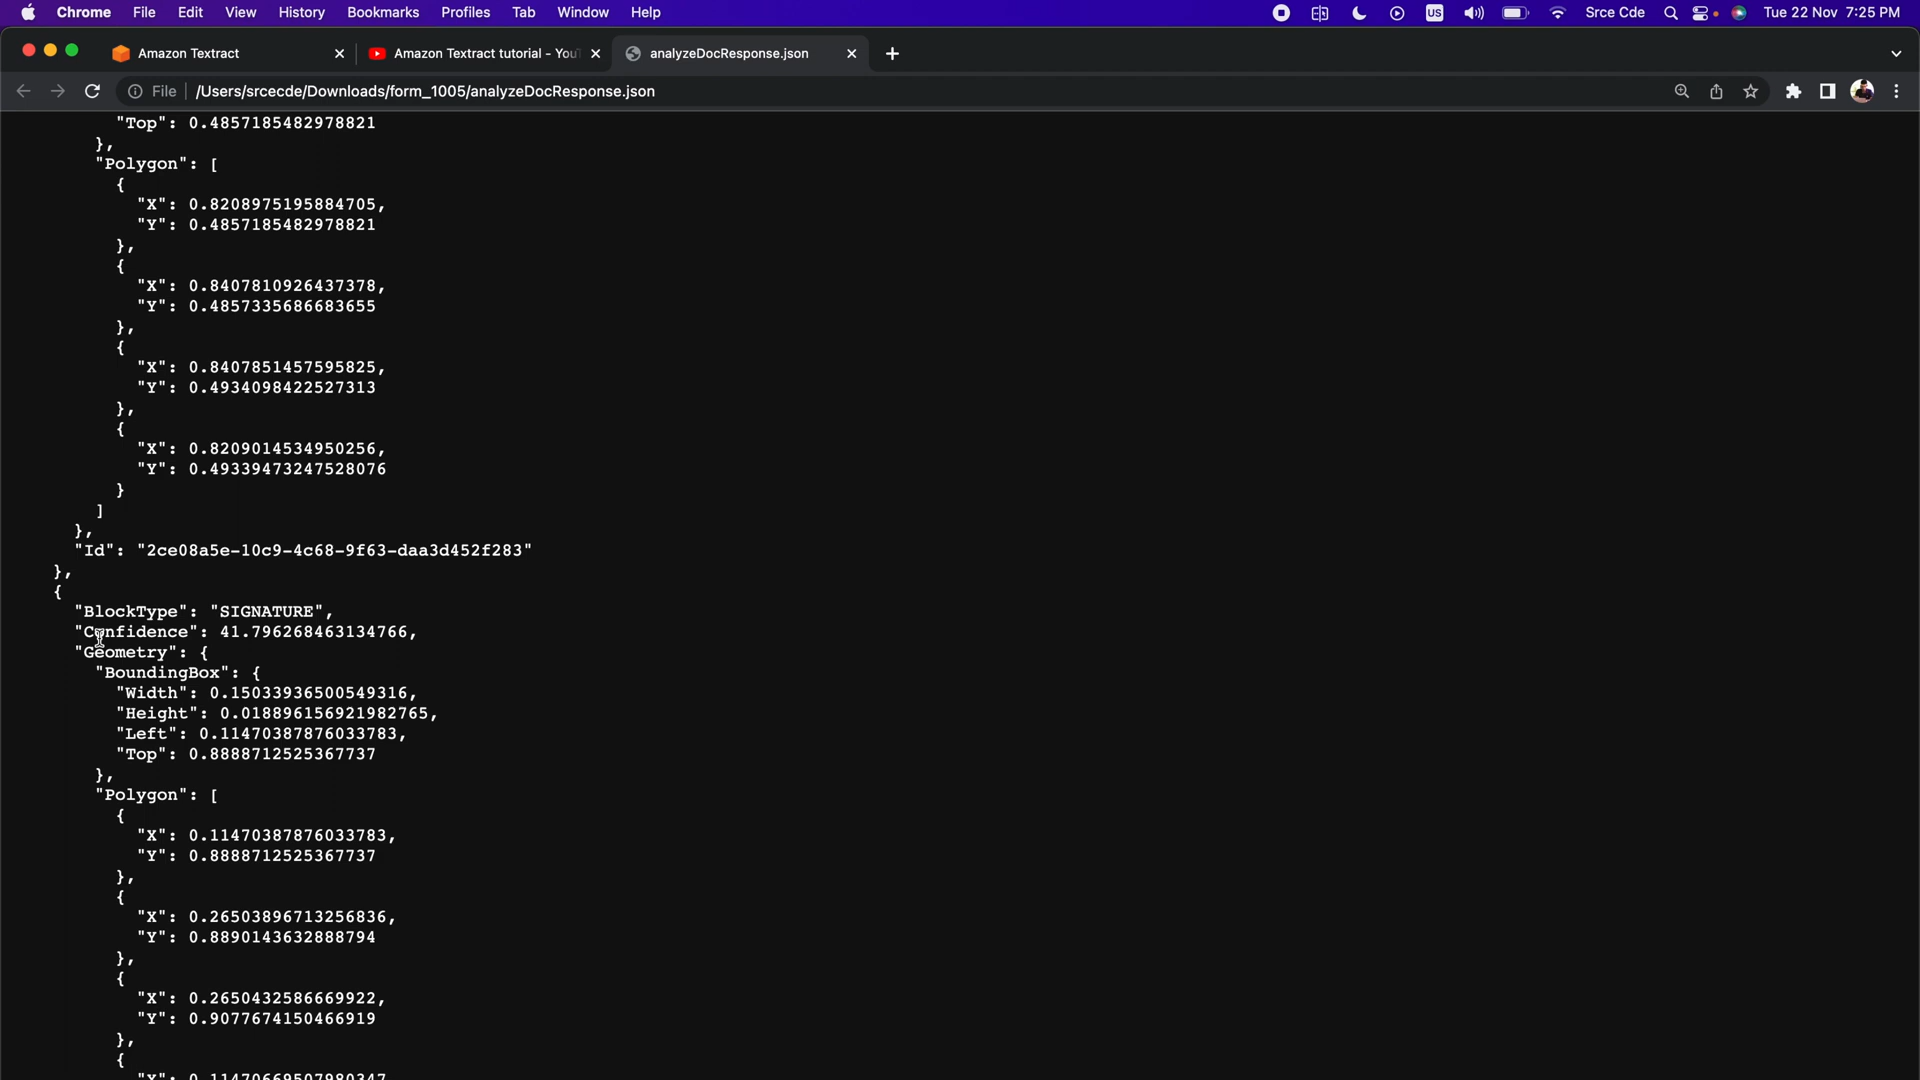 Chrome File Edit View History Bookmarks Profiles Tab Window Help US Srce Cde Tue 22 Nov 7:25 PM
Amazon Textract Amazon Textract tutorial - You analyzeDocResponse.json
File /Users/srcecde/Downloads/form_1005/analyzeDocResponse.json
"Top": 0.4857185482978821
},
"Polygon": [
{
"X": 0.8208975195884705,
"Y": 0.4857185482978821
},
{
"X": 0.8407810926437378,
"Y": 0.4857335686683655
},
{
"X": 0.8407851457595825,
"Y": 0.4934098422527313
},
{
"X": 0.8209014534950256,
"Y": 0.49339473247528076
}
]
},
"Id": "2ce08a5e-10c9-4c68-9f63-daa3d452f283"
},
{
"BlockType": "SIGNATURE",
"Confidence": 41.796268463134766,
"Geometry": {
"BoundingBox": {
"Width": 0.15033936500549316,
"Height": 0.018896156921982765,
"Left": 0.11470387876033783,
"Top": 0.8888712525367737
},
"Polygon": [
{
"X": 0.11470387876033783,
"Y": 0.8888712525367737
},
{
"X": 0.26503896713256836,
"Y": 0.8890143632888794
},
{
"X": 0.2650432586669922,
"Y": 0.9077674150466919
},
{
"X": 0.11470669507980347,